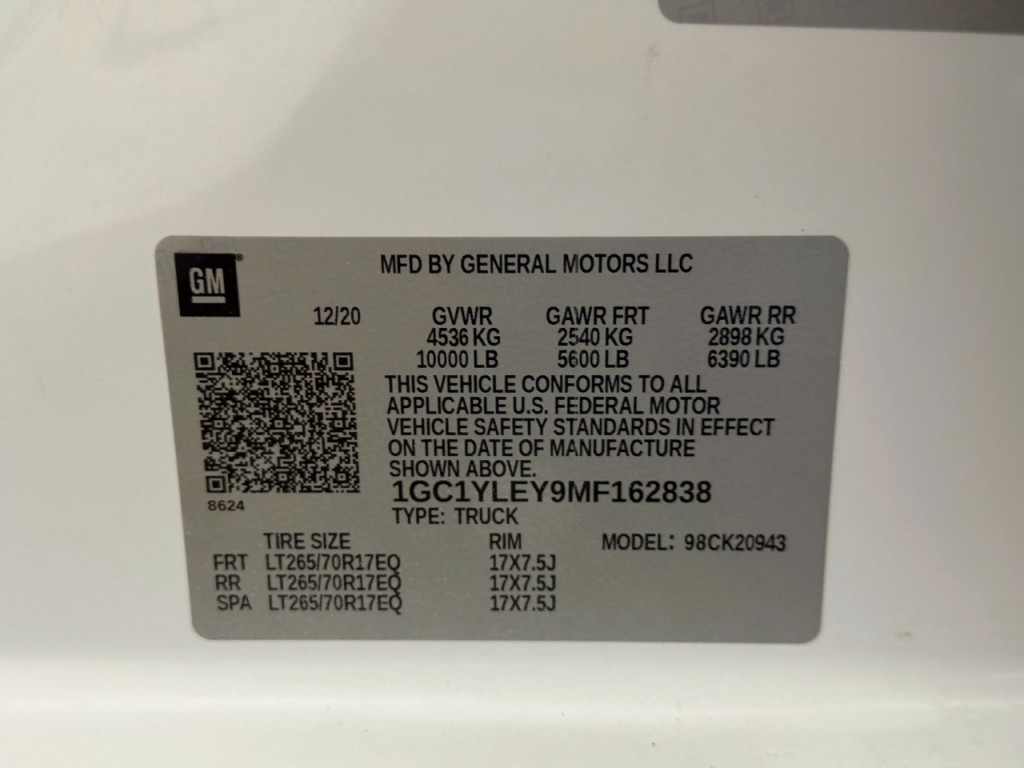 GM®
MFD BY GENERAL MOTORS LLC
12/20 GVWR GAWR FRT GAWR RR
4536 KG 2540 KG 2898 KG
10000 LB 5600 LB 6390 LB
THIS VEHICLE CONFORMS TO ALL
APPLICABLE U.S. FEDERAL MOTOR
VEHICLE SAFETY STANDARDS IN EFFECT
ON THE DATE OF MANUFACTURE
SHOWN ABOVE.
1GC1YLEY9MF162838
8624
TYPE: TRUCK
TIRE SIZE RIM MODEL: 98CK20943
FRT LT265/70R17EQ 17X7.5J
RR LT265/70R17EQ 17X7.5J
SPA LT265/70R17EQ 17X7.5J